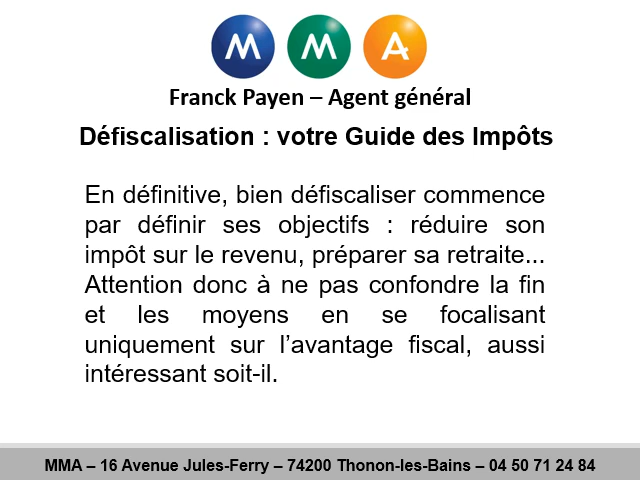 MMA
Franck Payen – Agent général
Défiscalisation : votre Guide des Impôts
En définitive, bien défiscaliser commence
par définir ses objectifs : réduire son
impôt sur le revenu, préparer sa retraite...
Attention donc à ne pas confondre la fin
et les moyens en se focalisant
uniquement sur l’avantage fiscal, aussi
intéressant soit-il.
MMA – 16 Avenue Jules-Ferry – 74200 Thonon-les-Bains – 04 50 71 24 84